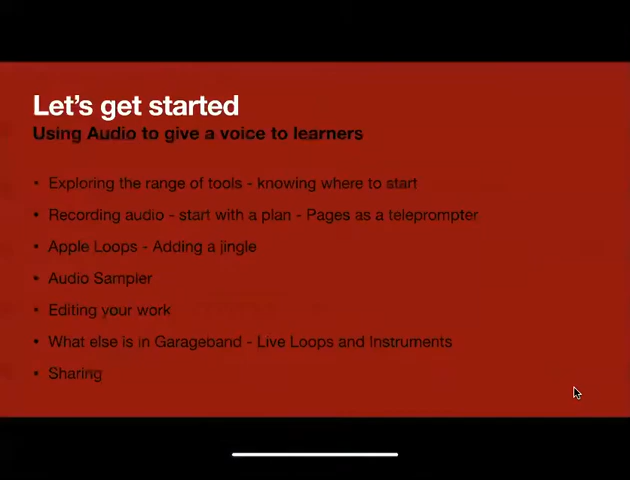 Let's get started
Using Audio to give a voice to learners
• Exploring the range of tools - knowing where to start
• Recording audio - start with a plan - Pages as a teleprompter
• Apple Loops - Adding a jingle
• Audio Sampler
• Editing your work
• What else is in Garageband - Live Loops and Instruments
• Sharing